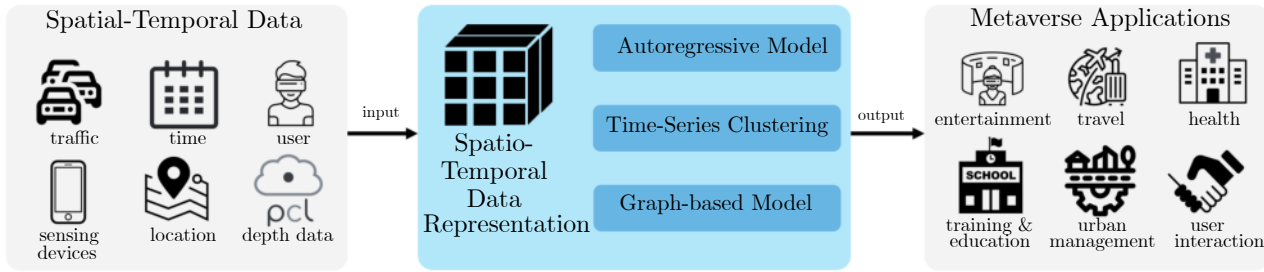 Spatial-Temporal Data
traffic
time
user
pcl
sensing
devices
location
depth data
input
Spatio-
Temporal
Data
Representation
Autoregressive Model
Time-Series Clustering
Graph-based Model
output
Metaverse Applications
entertainment
travel
health
SCHOOL
training &
education
urban
management
user
interaction